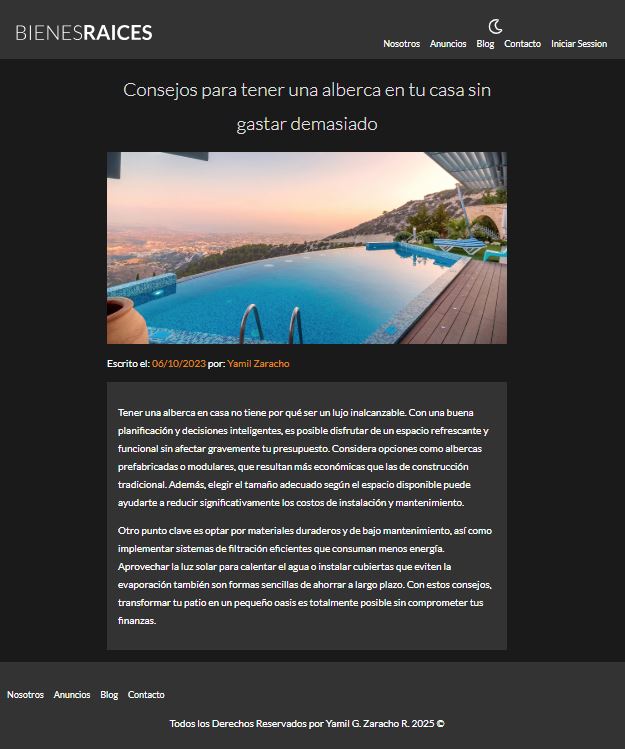 BIENESRAICES
Nosotros Anuncios Blog Contacto Iniciar Session
Consejos para tener una alberca en tu casa sin
gastar demasiado
Escrito el: 06/10/2023 por: Yamil Zaracho
Tener una alberca en casa no tiene por qué ser un lujo inalcanzable. Con una buena
planificación y decisiones inteligentes, es posible disfrutar de un espacio refrescante y
funcional sin afectar gravemente tu presupuesto. Considera opciones como albercas
prefabricadas o modulares, que resultan más económicas que las de construcción
tradicional. Además, elegir el tamaño adecuado según el espacio disponible puede
ayudarte a reducir significativamente los costos de instalación y mantenimiento.
Otro punto clave es optar por materiales duraderos y de bajo mantenimiento, así como
implementar sistemas de filtración eficientes que consuman menos energía.
Aprovechar la luz solar para calentar el agua o instalar cubiertas que eviten la
evaporación también son formas sencillas de ahorrar a largo plazo. Con estos consejos,
transformar tu patio en un pequeño oasis es totalmente posible sin comprometer tus
finanzas.
Nosotros Anuncios Blog Contacto
Todos los Derechos Reservados por Yamil G. Zaracho R. 2025 ©